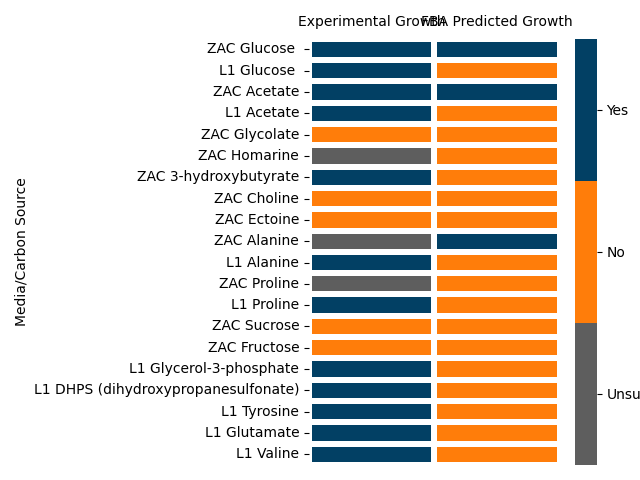 Experimental Growth FBA Predicted Growth
ZAC Glucose
L1 Glucose
ZAC Acetate
L1 Acetate
ZAC Glycolate
ZAC Homarine
ZAC 3-hydroxybutyrate
ZAC Choline
ZAC Ectoine
ZAC Alanine
L1 Alanine
ZAC Proline
L1 Proline
ZAC Sucrose
ZAC Fructose
L1 Glycerol-3-phosphate
L1 DHPS (dihydroxypropanesulfonate)
L1 Tyrosine
L1 Glutamate
L1 Valine
Media/Carbon Source
Yes
No
Unsu